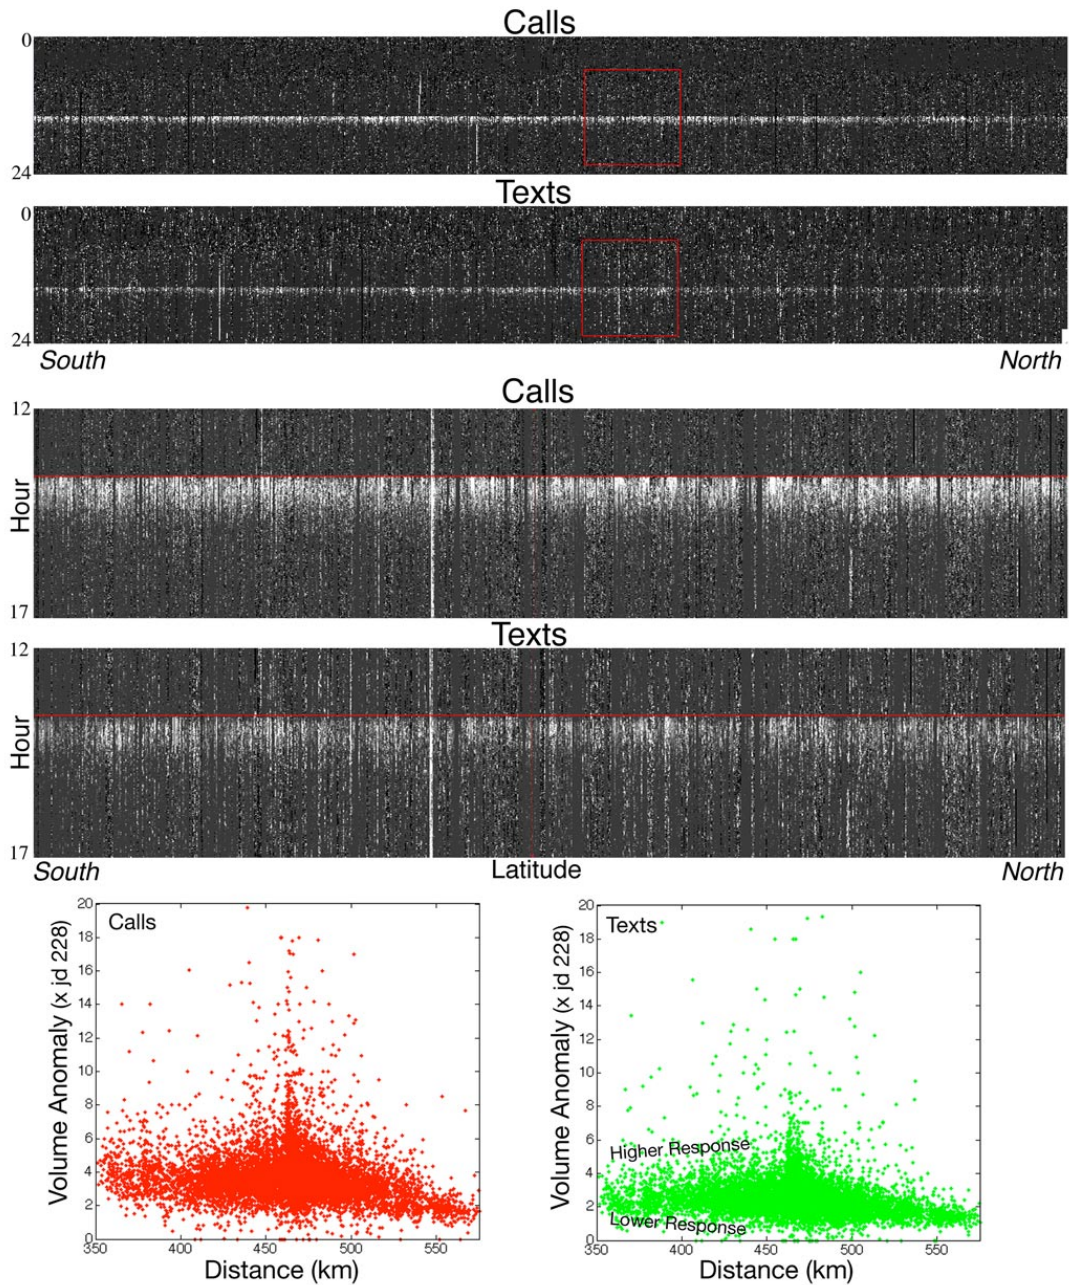 Calls
0
24
Texts
0
24
South North
Calls
12
Hour
17
Texts
12
Hour
17
South Latitude North
Calls
Volume Anomaly (x jd 228)
20
18
16
14
12
10
8
6
4
2
0
350 400 450 500 550
Distance (km)
Texts
Volume Anomaly (x jd 228)
20
18
16
14
12
10
8
6
4
2
0
Higher Response
Lower Response
350 400 450 500 550
Distance (km)